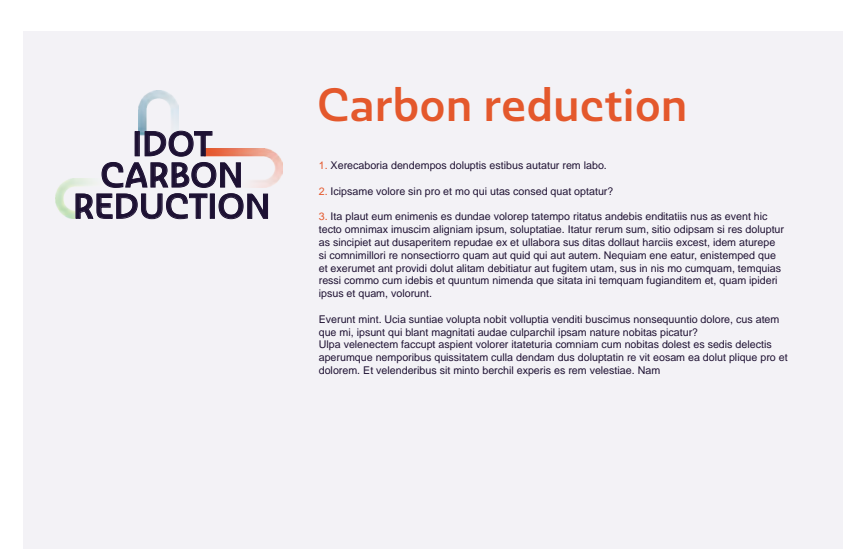 IDOT
CARBON
REDUCTION
Carbon reduction
1. Xerecaboria dendempos doluptis estibus autatur rem labo.
2. Icipsame volore sin pro et mo qui utas consed quat optatur?
3. Ita plaut eum enimenis es dundae volorep tatempo ritatus andebis enditatiis nus as event hic
tecto omnimax imuscim aligniam ipsum, soluptatiae. Itatur rerum sum, sitio odipsam si res doluptur
as sincipiet aut dusaperitem repudae ex et ullabora sus ditas dollaut harciis excest, idem aturepe
si comnimillori re nonsectiorro quam aut quid qui aut autem. Nequiam ene eatur, enistemped que
et exerumet ant providi dolut alitam debitiatur aut fugitem utam, sus in nis mo cumquam, temquias
ressi commo cum idebis et quuntum nimenda que sitata ini temquam fugianditem et, quam ipideri
ipsus et quam, volorunt.
Everunt mint. Ucia suntiae volupta nobit volluptia venditi buscimus nonsequuntio dolore, cus atem
que mi, ipsunt qui blant magnitati audae culparchil ipsam nature nobitas picatur?
Ulpa velenectem faccupt aspient volorer itateturia comniam cum nobitas dolest es sedis delectis
aperumque nemporibus quissitatem culla dendam dus doluptatin re vit eosam ea dolut plique pro et
dolorem. Et velenderibus sit minto berchil experis es rem velestiae. Nam